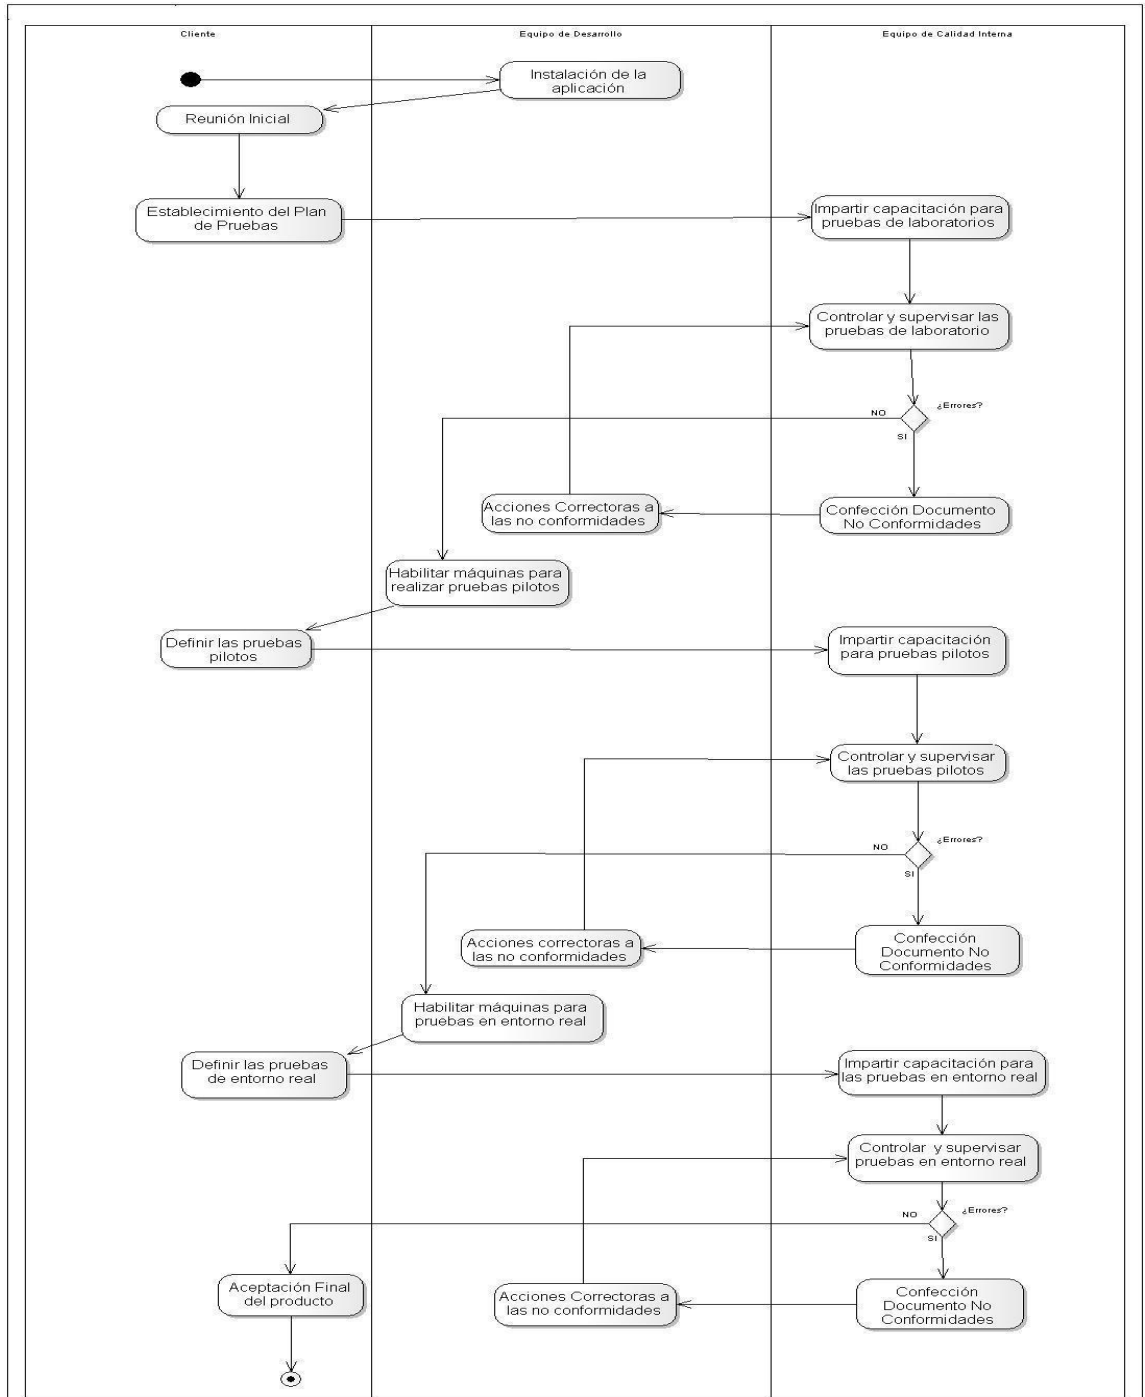 Cliente
Equipo de Desarrollo
Equipo de Calidad Interna
Instalación de la
aplicación
Reunión Inicial
Establecimiento del Plan
de Pruebas
Impartir capacitación para
pruebas de laboratorios
Controlar y supervisar las
pruebas de laboratorio
¿Errores?
NO
SI
Acciones Correctoras a
las no conformidades
Confección Documento
No Conformidades
Habilitar máquinas para
realizar pruebas pilotos
Definir las pruebas
pilotos
Impartir capacitación
para pruebas pilotos
Controlar y supervisar
las pruebas pilotos
¿Errores?
NO
SI
Acciones correctoras a
las no conformidades
Confección
Documento No
Conformidades
Habilitar máquinas para
pruebas en entorno real
Definir las pruebas
de entorno real
Impartir capacitación para
las pruebas en entorno real
Controlar y supervisar
pruebas en entorno real
¿Errores?
NO
SI
Aceptación Final
del producto
Acciones Correctoras a
las no conformidades
Confección
Documento No
Conformidades